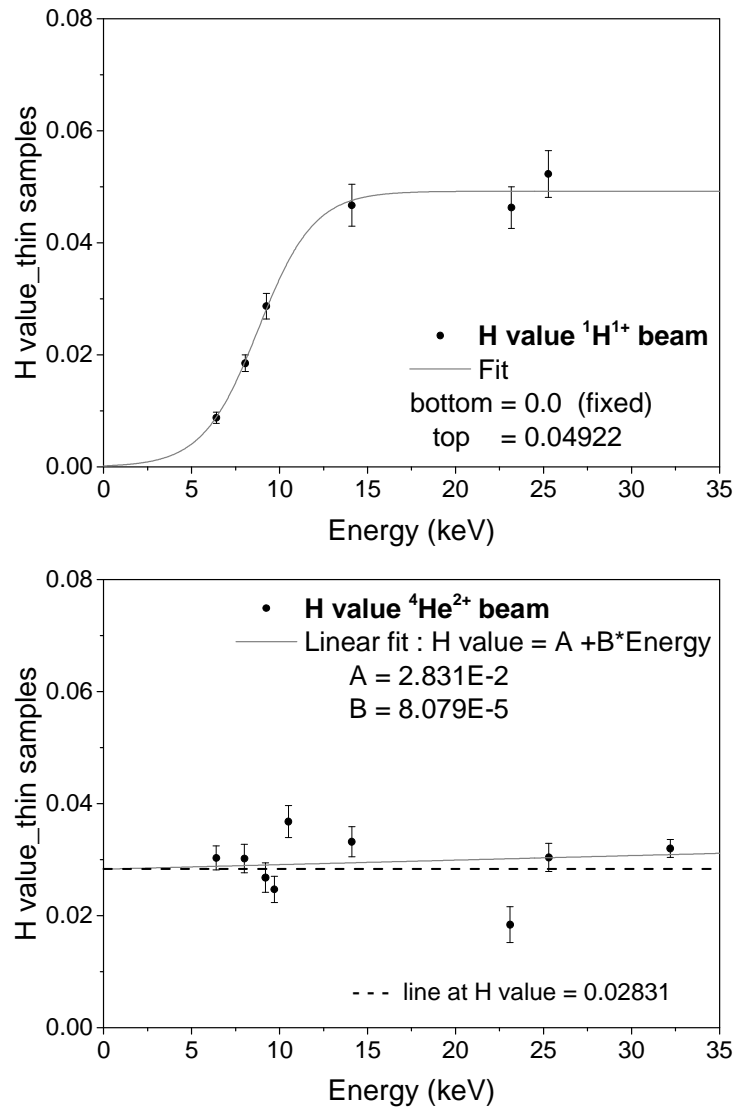 0.08
0.06
0.04
0.02
0.00
H value_thin samples
H value ¹H¹⁺ beam
Fit
bottom = 0.0 (fixed)
top = 0.04922
0 5 10 15 20 25 30 35
Energy (keV)
0.08
0.06
0.04
0.02
0.00
H value_thin samples
H value ⁴He²⁺ beam
Linear fit : H value = A +B*Energy
A = 2.831E-2
B = 8.079E-5
line at H value = 0.02831
0 5 10 15 20 25 30 35
Energy (keV)